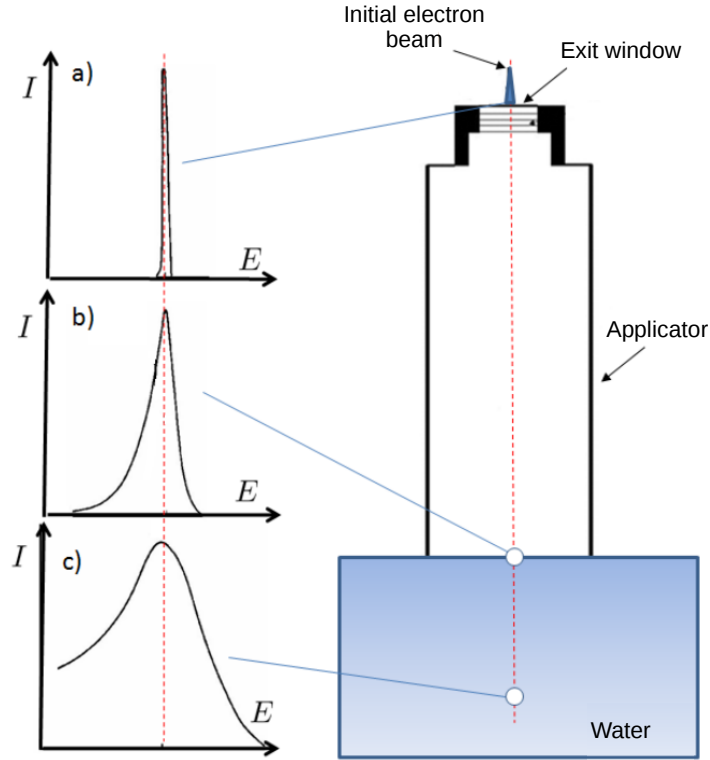 Initial electron
beam
Exit window
a)
I
E
b)
I
E
Applicator
c)
I
E
Water